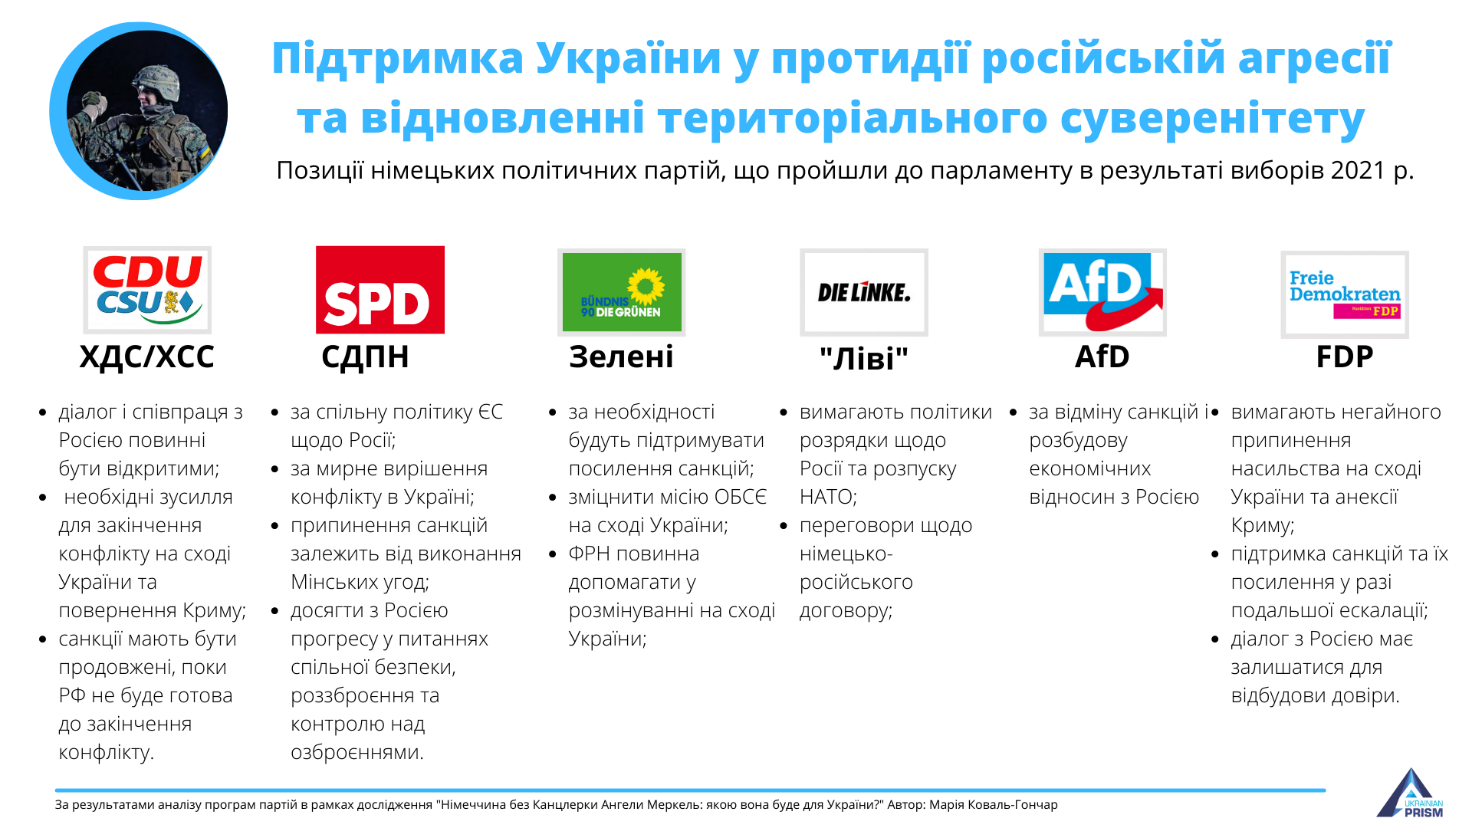 Підтримка України у протидії російській агресії
та відновленні територіального суверенітету
Позиції німецьких політичних партій, що пройшли до парламенту в результаті виборів 2021 р.
CDU
CSU
ХДС/ХСС
• діалог і співпраця з
Росією повинні
бути відкритими;
• необхідні зусилля
для закінчення
конфлікту на сході
України та
повернення Криму;
• санкції мають бути
продовжені, поки
РФ не буде готова
до закінчення
конфлікту.
SPD
СДПН
• за спільну політику ЄС
щодо Росії;
• за мирне вирішення
конфлікту в Україні;
• припинення санкцій
залежить від виконання
Мінських угод;
• досягти з Росією
прогресу у питаннях
спільної безпеки,
роззброєння та
контролю над
озброєннями.
BÜNDNIS
90 DIE GRÜNEN
Зелені
• за необхідності
будуть підтримувати
посилення санкцій;
• зміцнити місію ОБСЄ
на сході України;
• ФРН повинна
допомагати у
розмінуванні на сході
України;
DIE LINKE.
"Ліві"
• вимагають політики
розрядки щодо
Росії та розпуску
НАТО;
• переговори щодо
німецько-
російського
договору;
AfD
AfD
• за відміну санкцій і
розбудову
економічних
відносин з Росією
Freie
Demokraten
FDP
FDP
• вимагають негайного
припинення
насильства на сході
України та анексії
Криму;
• підтримка санкцій та їх
посилення у разі
подальшої ескалації;
• діалог з Росією має
залишатися для
відбудови довіри.
За результатами аналізу програм партій в рамках дослідження "Німеччина без Канцлерки Ангели Меркель: якою вона буде для України?" Автор: Марія Коваль-Гончар
UKRAINIAN
PRISM